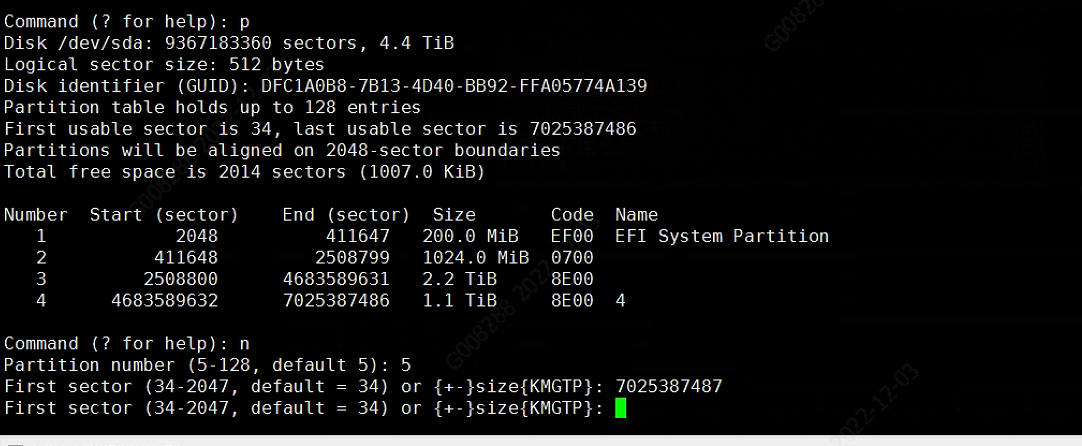 Command (? for help): p
Disk /dev/sda: 9367183360 sectors, 4.4 TiB
Logical sector size: 512 bytes
Disk identifier (GUID): DFC1A0B8-7B13-4D40-BB92-FFA05774A139
Partition table holds up to 128 entries
First usable sector is 34, last usable sector is 7025387486
Partitions will be aligned on 2048-sector boundaries
Total free space is 2014 sectors (1007.0 KiB)
Number  Start (sector)    End (sector)  Size       Code  Name
   1            2048          411647   200.0 MiB   EF00  EFI System Partition
   2          411648         2508799   1024.0 MiB  0700
   3         2508800      4683589631   2.2 TiB     8E00
   4      4683589632      7025387486   1.1 TiB     8E00  4
Command (? for help): n
Partition number (5-128, default 5): 5
First sector (34-2047, default = 34) or {+-}size{KMGTP}: 7025387487
First sector (34-2047, default = 34) or {+-}size{KMGTP}:
G008288 2022-12-03